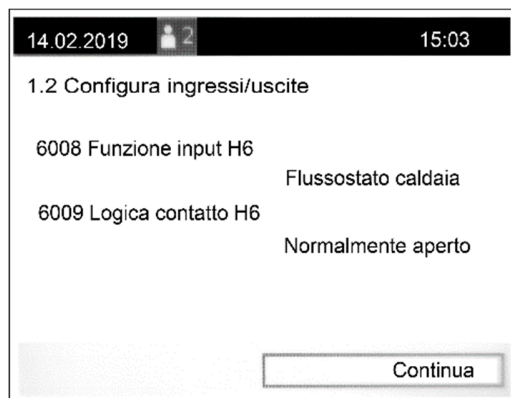 14.02.2019 2 15:03
1.2 Configura ingressi/uscite
6008 Funzione input H6
Flussostato caldaia
6009 Logica contatto H6
Normalmente aperto
Continua